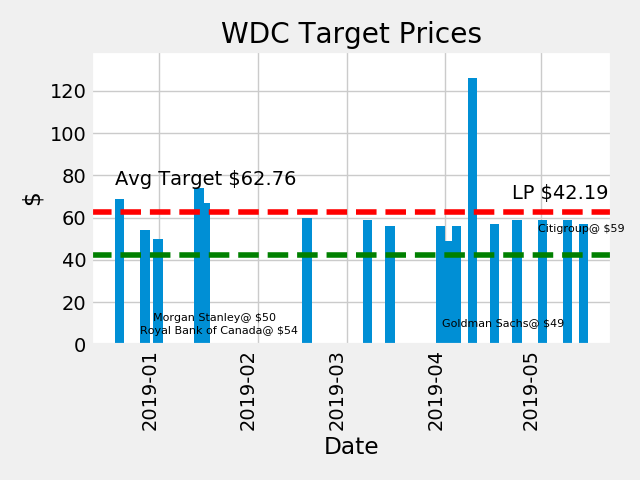 WDC Target Prices
120
100
80
60
40
20
0
$
Avg Target $62.76
LP $42.19
Citigroup@ $59
Morgan Stanley@ $50
Royal Bank of Canada@ $54
Goldman Sachs@ $49
2019-01
2019-02
2019-03
2019-04
2019-05
Date